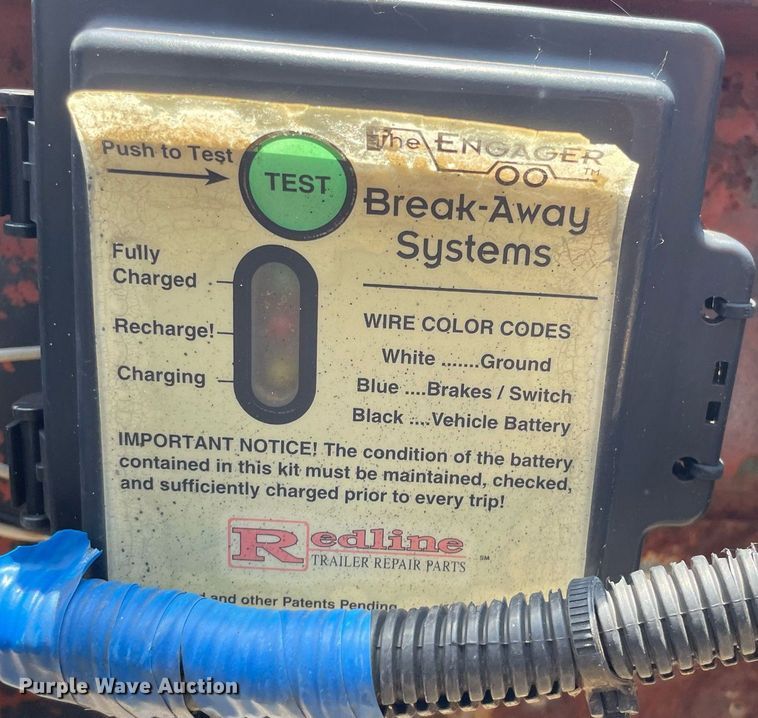 Push to Test
TEST
The ENGAGER TM
Break-Away
Systems
Fully
Charged
Recharge!
Charging
WIRE COLOR CODES
White .......Ground
Blue ....Brakes / Switch
Black ....Vehicle Battery
IMPORTANT NOTICE! The condition of the battery
contained in this kit must be maintained, checked,
and sufficiently charged prior to every trip!
Redline SM
TRAILER REPAIR PARTS
and other Patents Pending
Purple Wave Auction